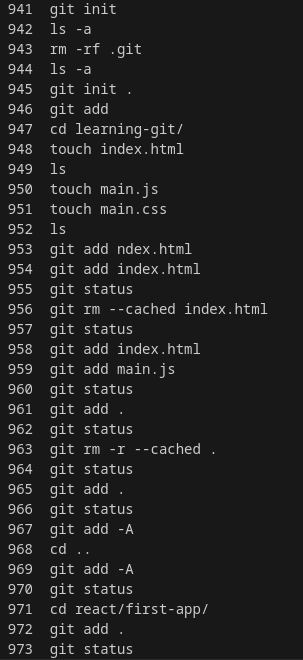 941 git init
942 ls -a
943 rm -rf .git
944 ls -a
945 git init .
946 git add
947 cd learning-git/
948 touch index.html
949 ls
950 touch main.js
951 touch main.css
952 ls
953 git add ndex.html
954 git add index.html
955 git status
956 git rm --cached index.html
957 git status
958 git add index.html
959 git add main.js
960 git status
961 git add .
962 git status
963 git rm -r --cached .
964 git status
965 git add .
966 git status
967 git add -A
968 cd ..
969 git add -A
970 git status
971 cd react/first-app/
972 git add .
973 git status